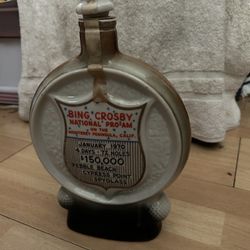 BING CROSBY
NATIONAL PRO-AM
ON THE
MONTEREY PENINSULA, CALIF.
JANUARY 1970
4 DAYS - 72 HOLES
$150,000
PEBBLE BEACH
CYPRESS POINT
SPYGLASS